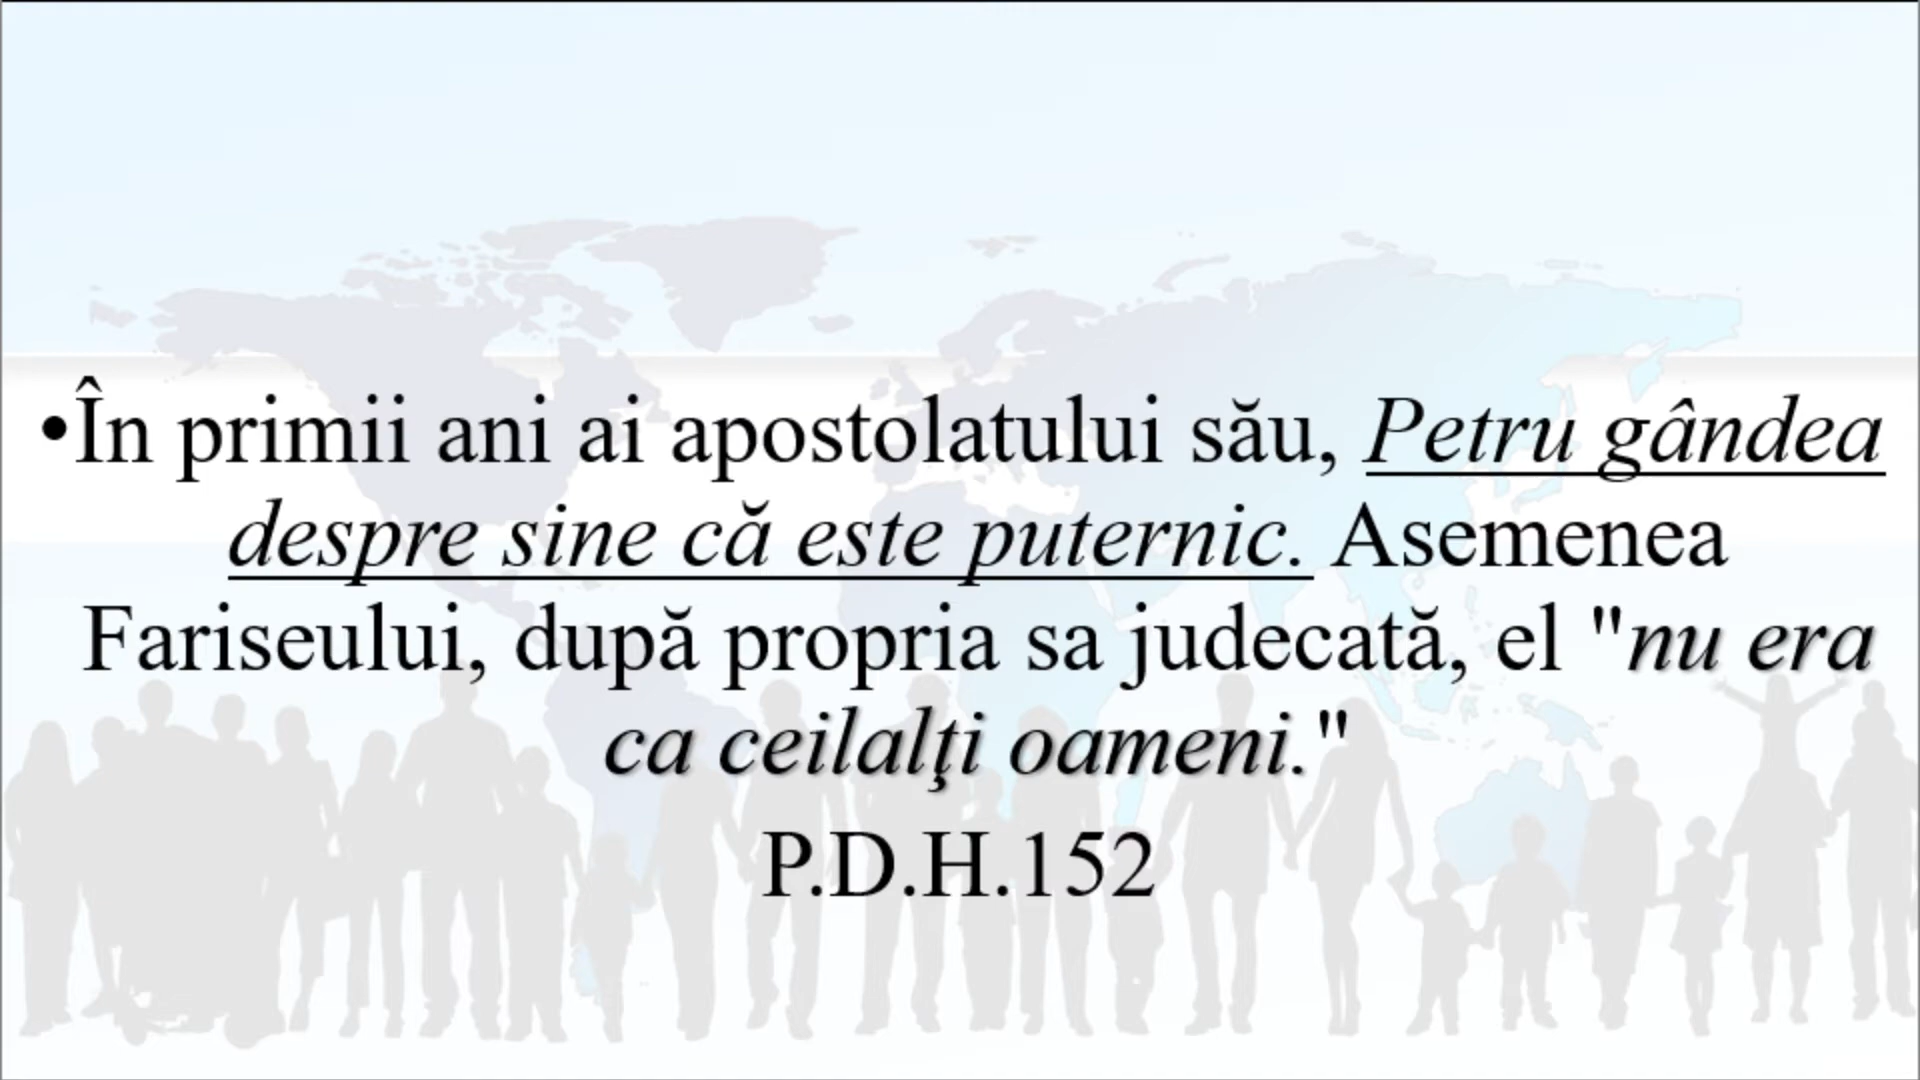 •În primii ani ai apostolatului său, Petru gândea
despre sine că este puternic. Asemenea
Fariseului, după propria sa judecată, el "nu era
ca ceilalţi oameni."
P.D.H.152